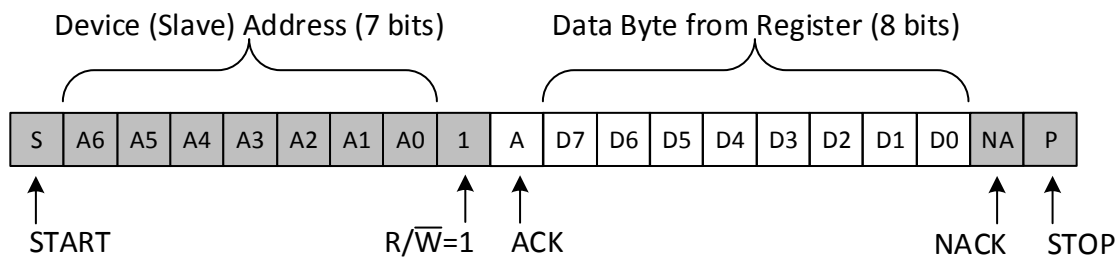 Device (Slave) Address (7 bits) Data Byte from Register (8 bits)
S A6 A5 A4 A3 A2 A1 A0 1 A D7 D6 D5 D4 D3 D2 D1 D0 NA P
START R/W̅=1 ACK NACK STOP